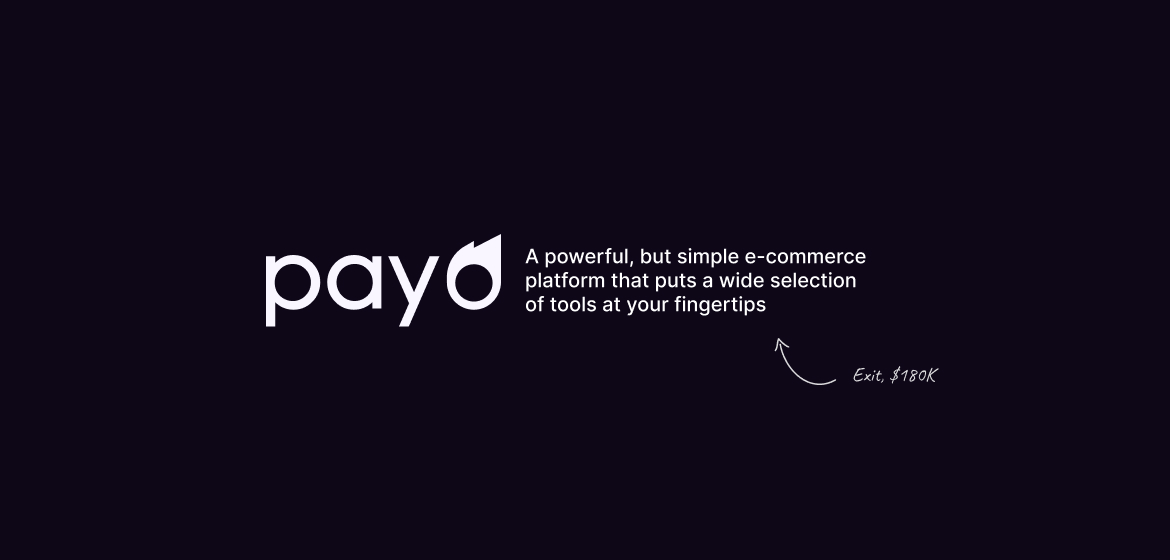 payo
A powerful, but simple e-commerce
platform that puts a wide selection
of tools at your fingertips
Exit, $180K